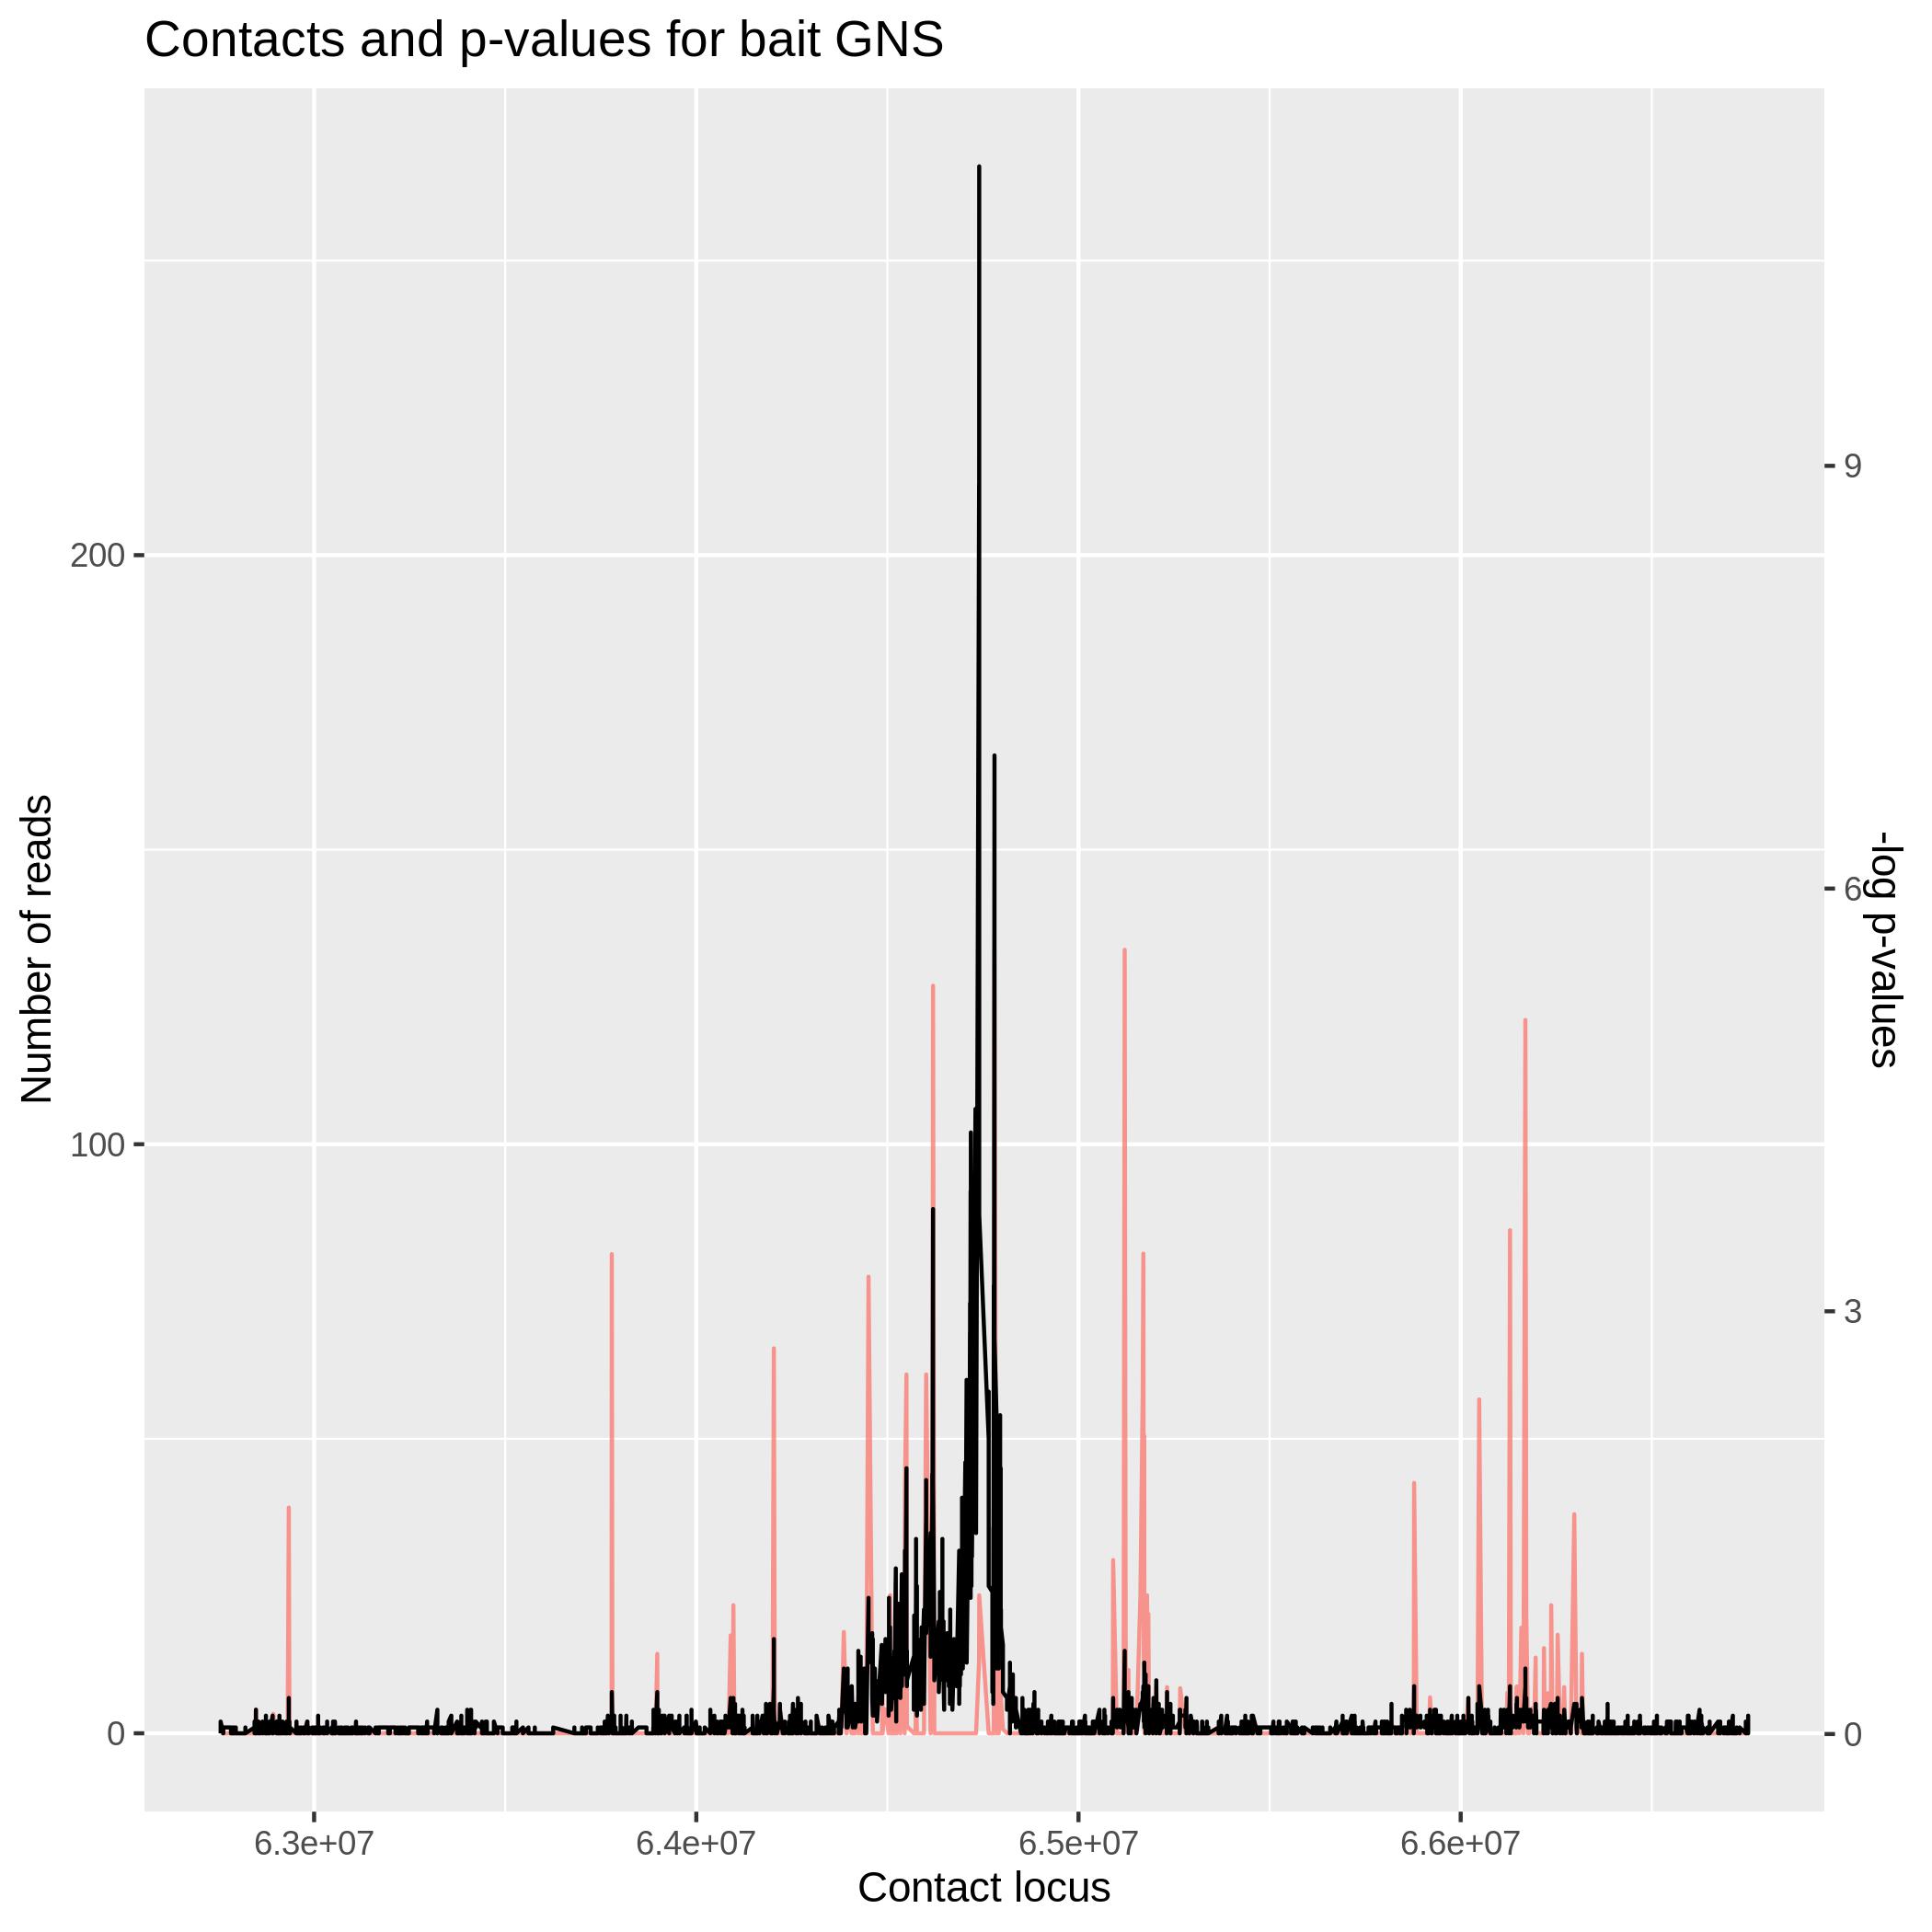 Contacts and p-values for bait GNS
Number of reads
200
100
0
9
6
3
0
-log p-values
6.3e+07
6.4e+07
6.5e+07
6.6e+07
Contact locus